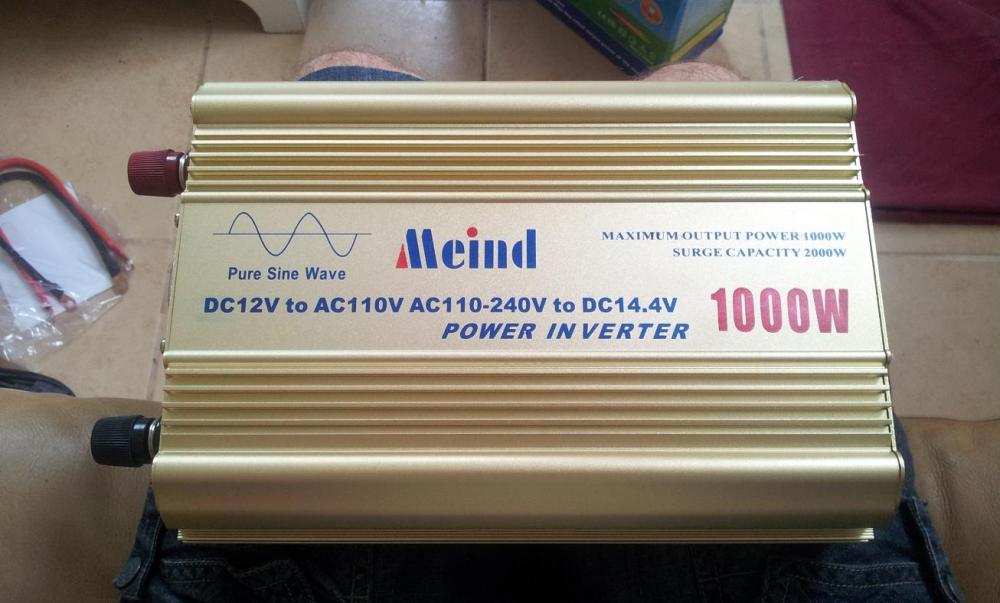 Meind
Pure Sine Wave
MAXIMUM OUTPUT POWER 1000W
SURGE CAPACITY 2000W
DC12V to AC110V AC110-240V to DC14.4V
1000W
POWER INVERTER